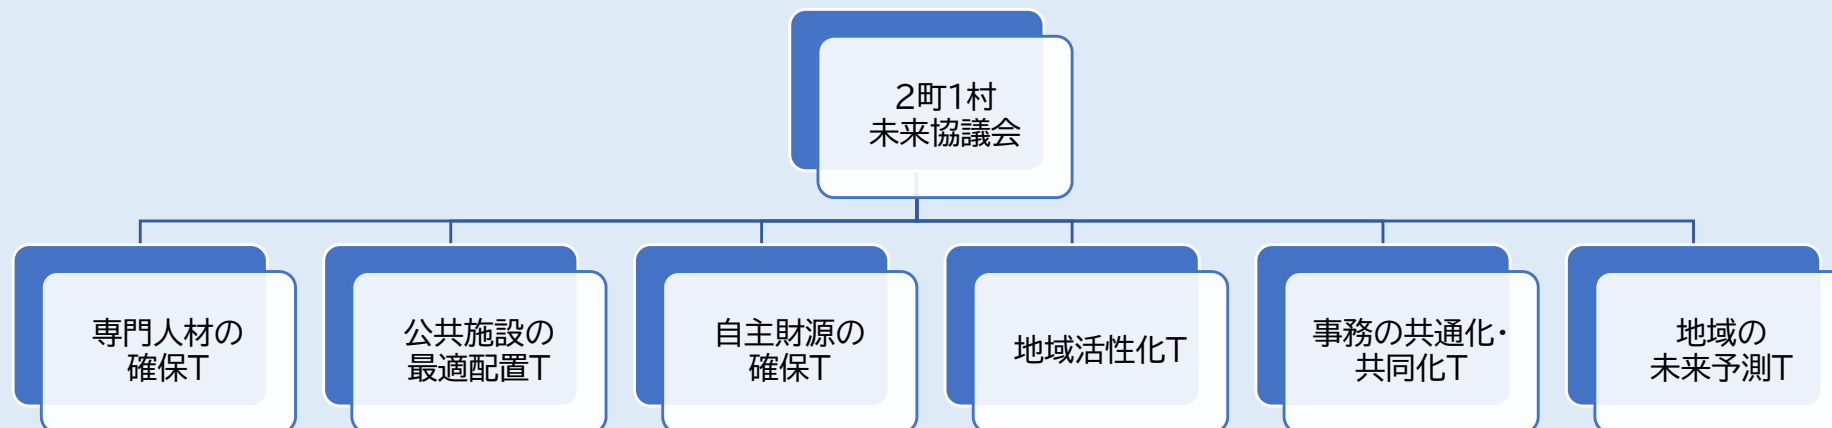 2町1村
未来協議会
専門人材の
確保T
公共施設の
最適配置T
自主財源の
確保T
地域活性化T
事務の共通化・
共同化T
地域の
未来予測T